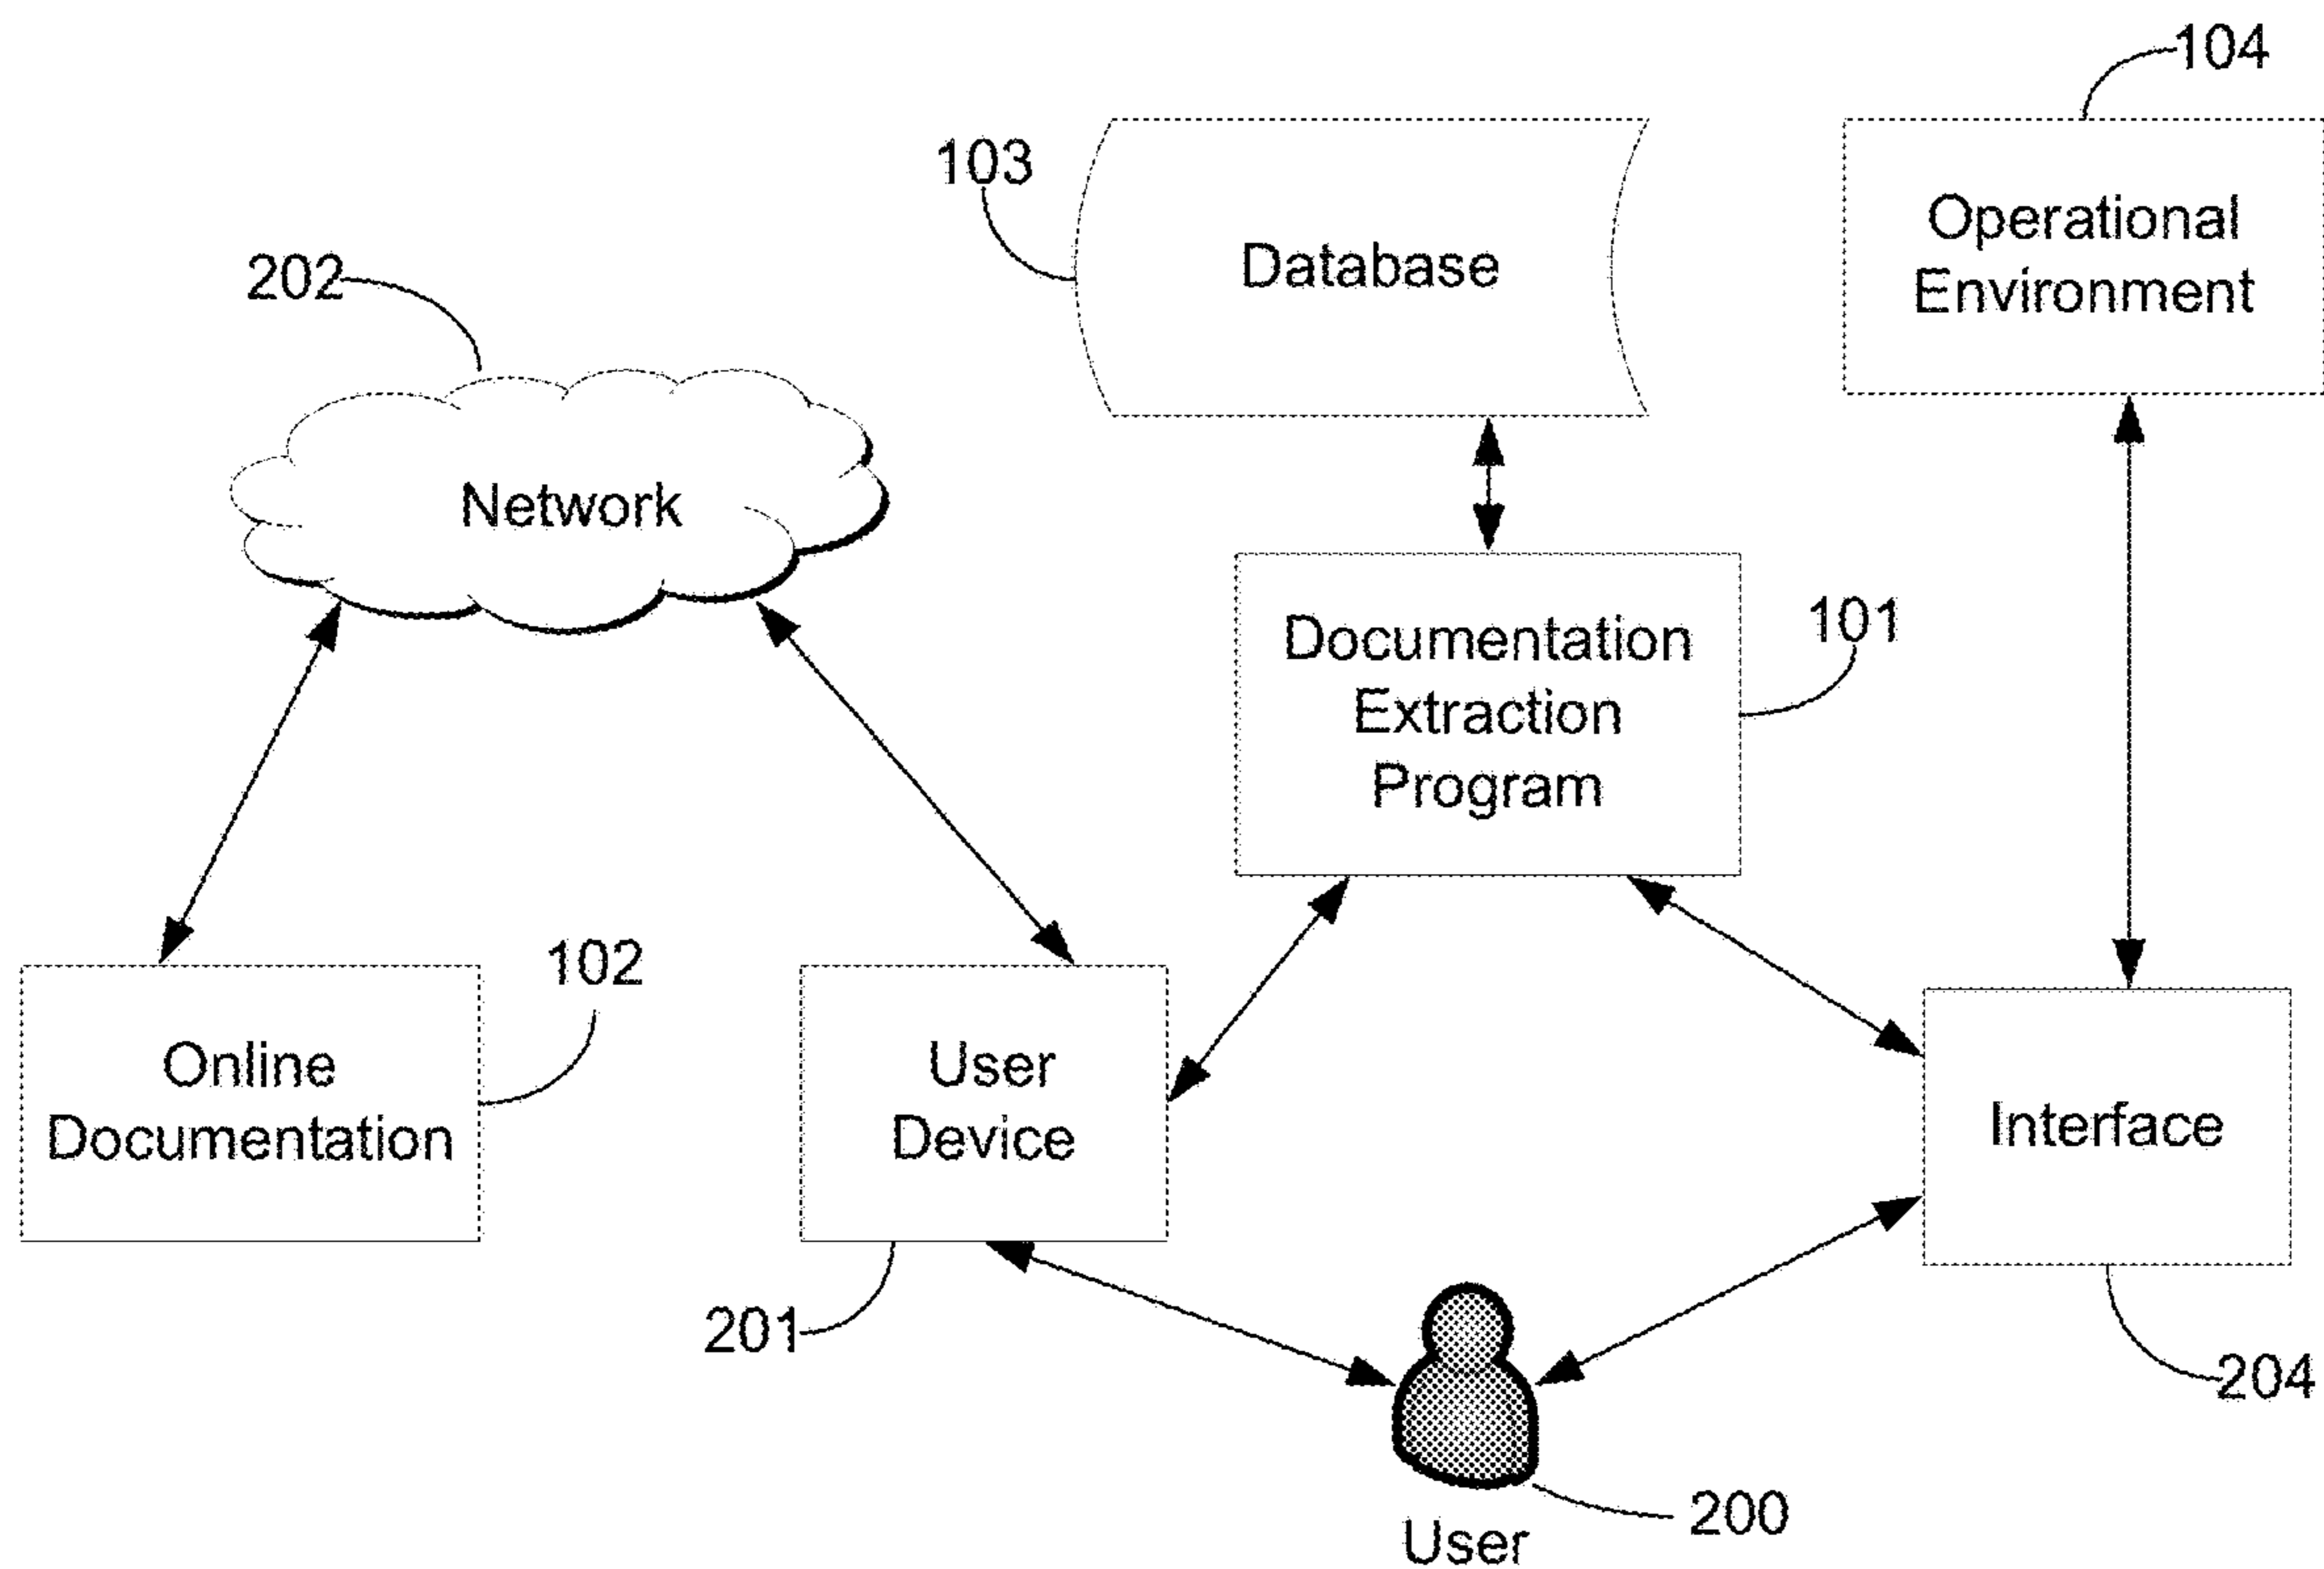 104
103
Database
Operational
Environment
202
Network
Documentation
Extraction
Program
101
102
Online
Documentation
User
Device
Interface
201
204
200
User